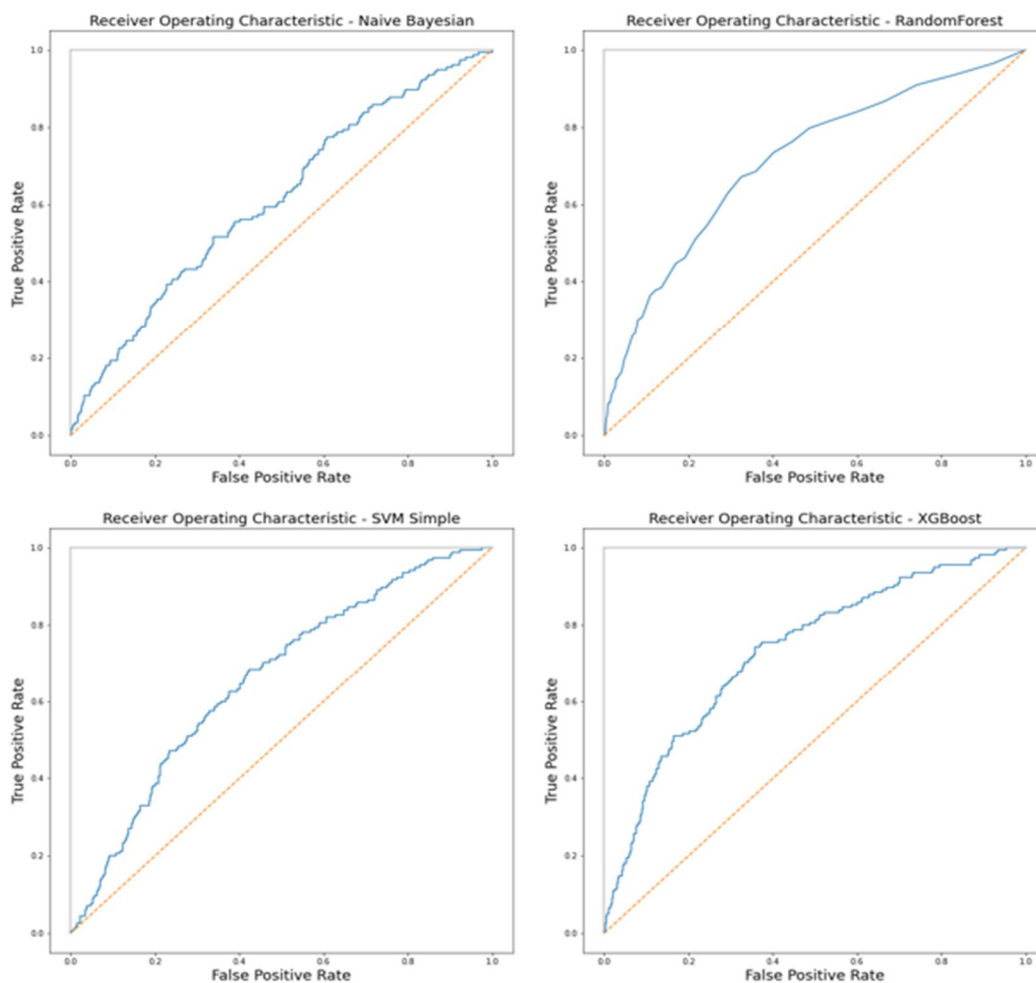 Receiver Operating Characteristic - Naive Bayesian
True Positive Rate
1.0
0.8
0.6
0.4
0.2
0.0
0.0 0.2 0.4 0.6 0.8 1.0
False Positive Rate
Receiver Operating Characteristic - RandomForest
True Positive Rate
1.0
0.8
0.6
0.4
0.2
0.0
0.0 0.2 0.4 0.6 0.8 1.0
False Positive Rate
Receiver Operating Characteristic - SVM Simple
True Positive Rate
1.0
0.8
0.6
0.4
0.2
0.0
0.0 0.2 0.4 0.6 0.8 1.0
False Positive Rate
Receiver Operating Characteristic - XGBoost
True Positive Rate
1.0
0.8
0.6
0.4
0.2
0.0
0.0 0.2 0.4 0.6 0.8 1.0
False Positive Rate